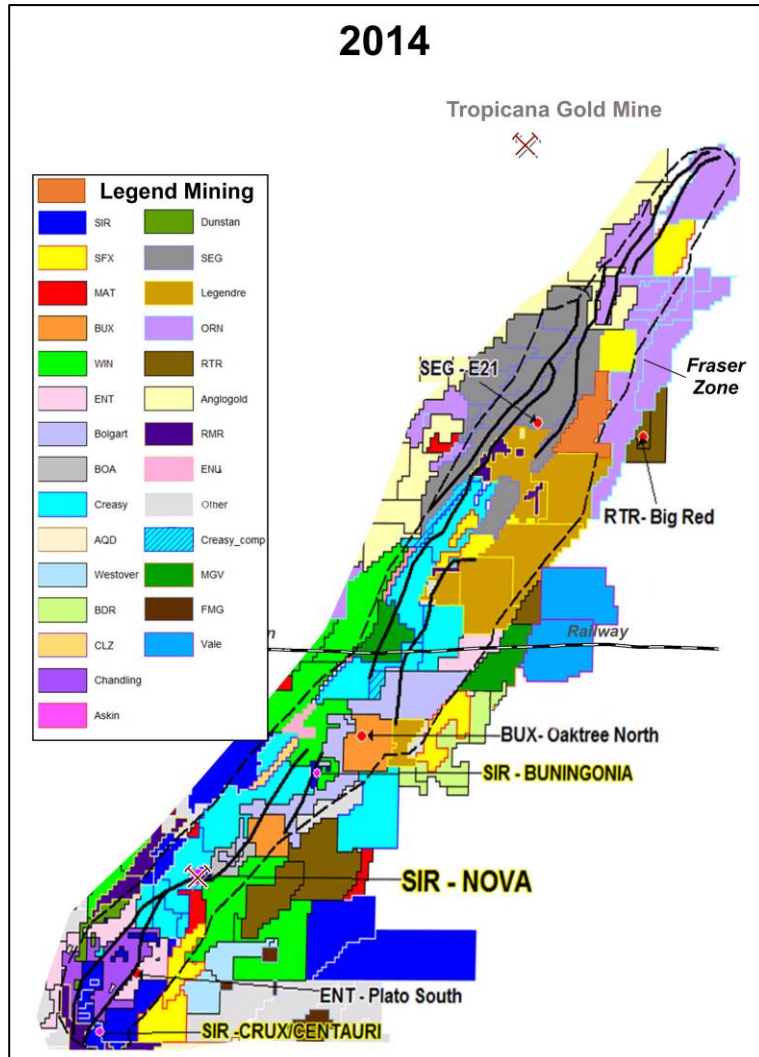 2014
Tropicana Gold Mine
Legend Mining
SIR
Dunstan
SFX
SEG
MAT
Legendre
BUX
ORN
WIN
RTR
ENT
Anglogold
Bolgart
RMR
BOA
ENU
Creasy
Other
AQD
Creasy_comp
Westover
MGV
BDR
FMG
CLZ
Vale
Chandling
Askin
SEG - E21
Fraser
Zone
RTR- Big Red
n
Railway
BUX- Oaktree North
SIR - BUNINGONIA
SIR - NOVA
ENT - Plato South
SIR -CRUX/CENTAURI